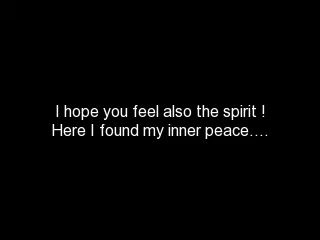 I hope you feel also the spirit !
Here I found my inner peace….